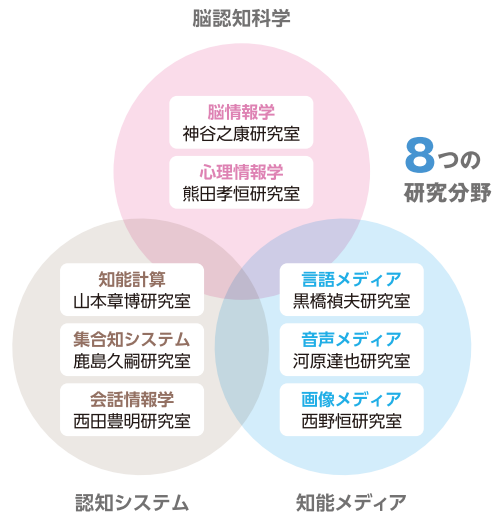 脳認知科学
脳情報学
神谷之康研究室
心理情報学
熊田孝恒研究室
8つの
研究分野
知能計算
山本章博研究室
集合知システム
鹿島久嗣研究室
会話情報学
西田豊明研究室
言語メディア
黒橋禎夫研究室
音声メディア
河原達也研究室
画像メディア
西野恒研究室
認知システム
知能メディア